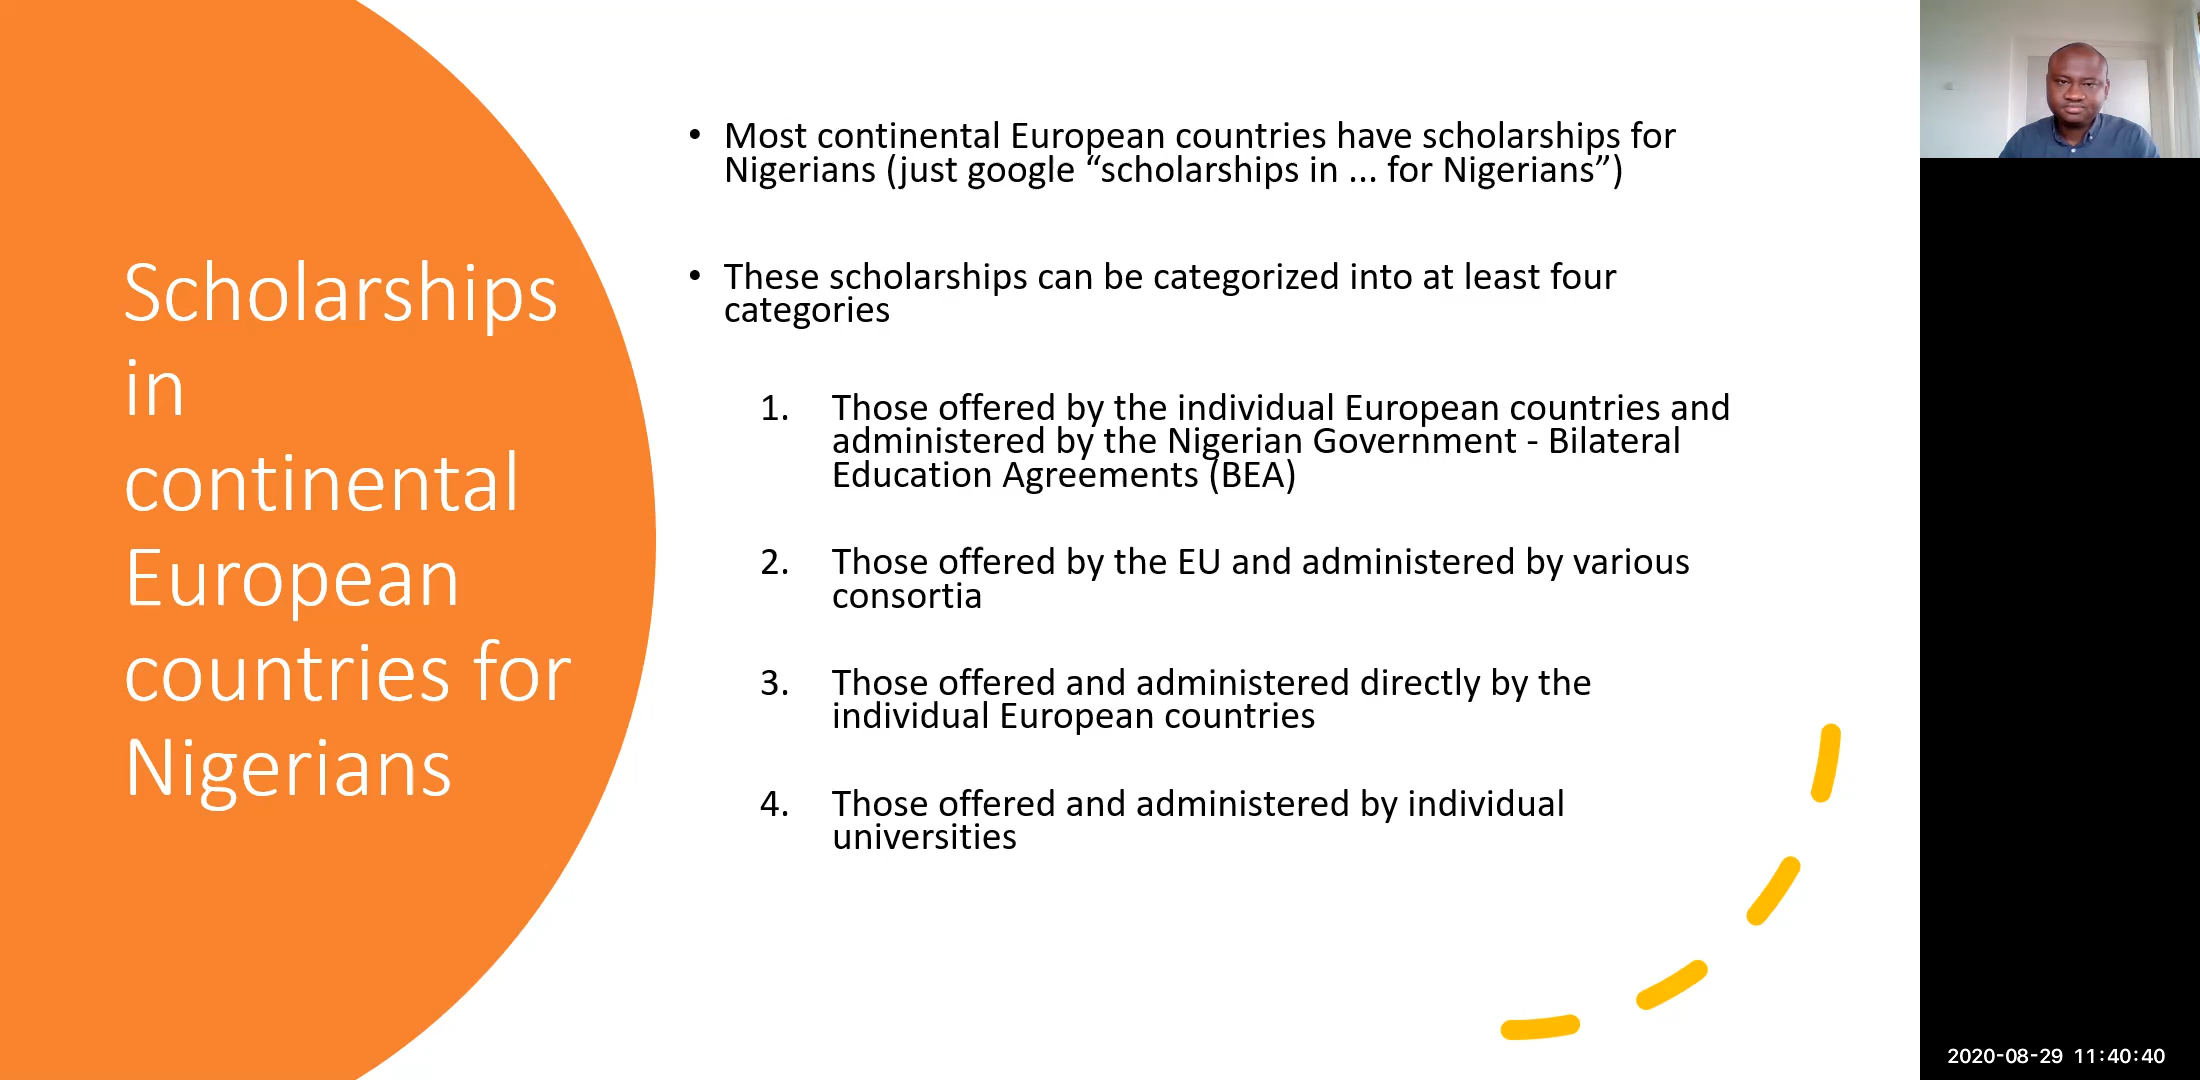 Scholarships
in
continental
European
countries for
Nigerians
• Most continental European countries have scholarships for
Nigerians (just google “scholarships in ... for Nigerians”)
• These scholarships can be categorized into at least four
categories
1. Those offered by the individual European countries and
administered by the Nigerian Government - Bilateral
Education Agreements (BEA)
2. Those offered by the EU and administered by various
consortia
3. Those offered and administered directly by the
individual European countries
4. Those offered and administered by individual
universities
2020-08-29 11:40:40